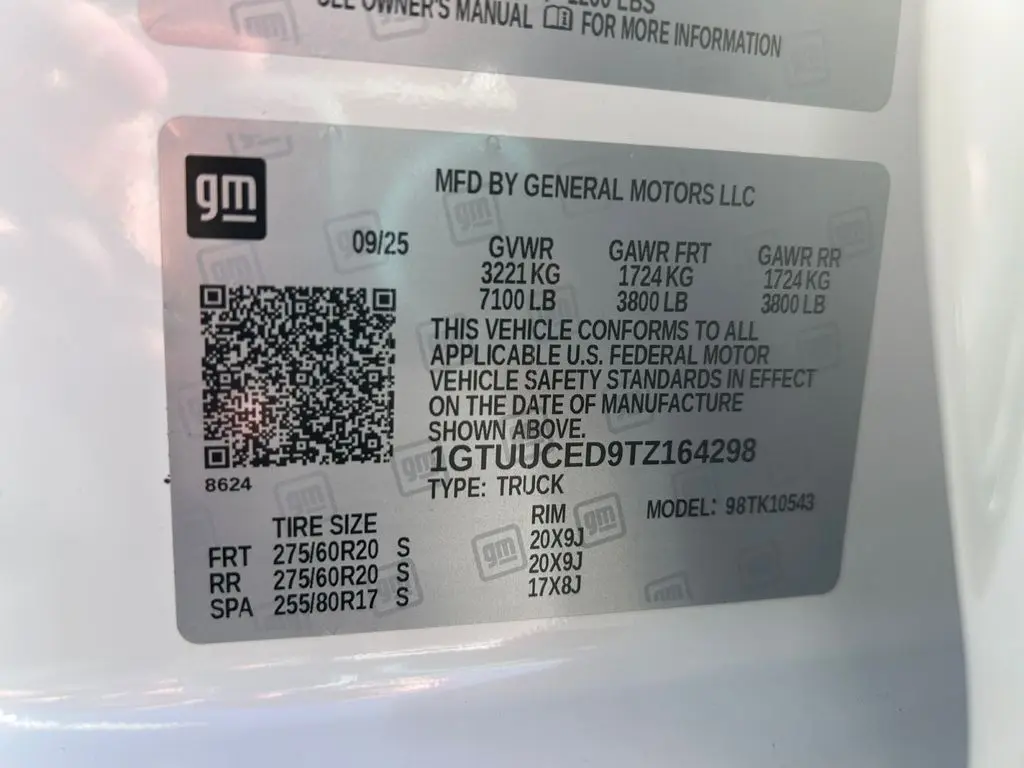 1200 LBS
SEE OWNER'S MANUAL FOR MORE INFORMATION
gm
MFD BY GENERAL MOTORS LLC
09/25
GVWR GAWR FRT GAWR RR
3221 KG 1724 KG 1724 KG
7100 LB 3800 LB 3800 LB
THIS VEHICLE CONFORMS TO ALL
APPLICABLE U.S. FEDERAL MOTOR
VEHICLE SAFETY STANDARDS IN EFFECT
ON THE DATE OF MANUFACTURE
SHOWN ABOVE.
1GTUUCED9TZ164298
8624
TYPE: TRUCK
MODEL: 98TK10543
TIRE SIZE RIM
FRT 275/60R20 S 20X9J
RR 275/60R20 S 20X9J
SPA 255/80R17 S 17X8J